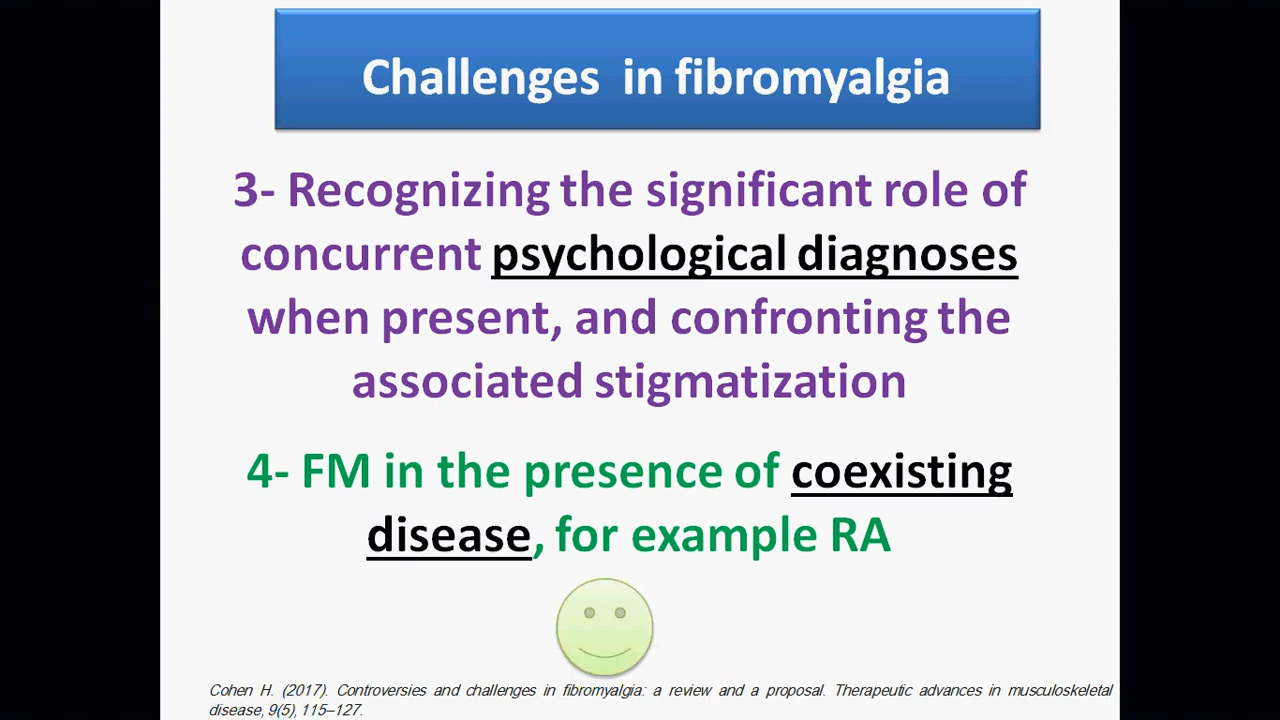 Challenges in fibromyalgia
3- Recognizing the significant role of
concurrent psychological diagnoses
when present, and confronting the
associated stigmatization
4- FM in the presence of coexisting
disease, for example RA
Cohen H. (2017). Controversies and challenges in fibromyalgia: a review and a proposal. Therapeutic advances in musculoskeletal
disease, 9(5), 115–127.